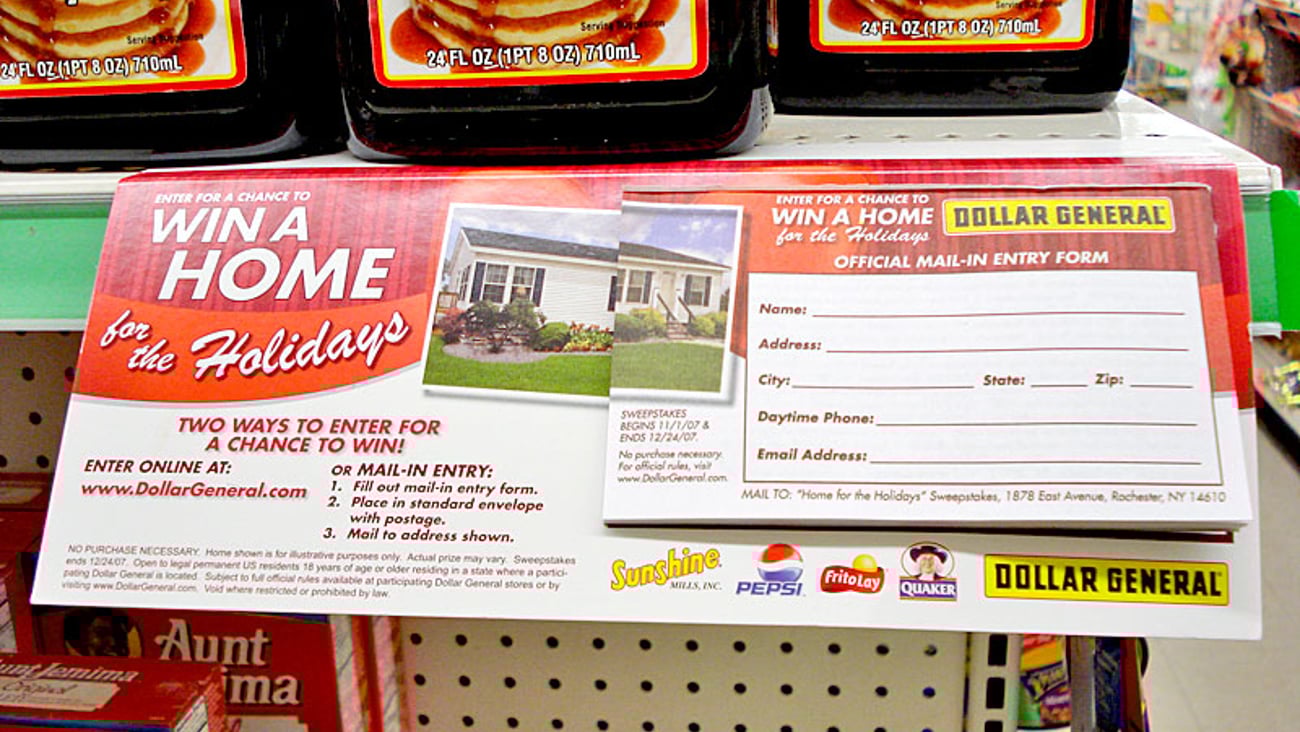 Serving Suggestion
24 FL OZ (1PT 8 OZ) 710mL
Serving Suggestion
24 FL OZ (1PT 8 OZ) 710mL
Serving Suggestion
24 FL OZ (1PT 8 OZ) 710mL
ENTER FOR A CHANCE TO
WIN A
HOME
for
the Holidays
TWO WAYS TO ENTER FOR
A CHANCE TO WIN!
ENTER ONLINE AT:
www.DollarGeneral.com
OR MAIL-IN ENTRY:
1. Fill out mail-in entry form.
2. Place in standard envelope
with postage.
3. Mail to address shown.
NO PURCHASE NECESSARY. Home shown is for illustrative purposes only. Actual prize may vary. Sweepstakes
ends 12/24/07. Open to legal permanent US residents 18 years of age or older residing in a state where a partici-
pating Dollar General is located. Subject to full official rules available at participating Dollar General stores or by
visiting www.DollarGeneral.com. Void where restricted or prohibited by law.
ENTER FOR A CHANCE TO
WIN A HOME
for the Holidays
DOLLAR GENERAL
OFFICIAL MAIL-IN ENTRY FORM
Name:
Address:
City: State: Zip:
Daytime Phone:
Email Address:
SWEEPSTAKES
BEGINS 11/1/07 &
ENDS 12/24/07.
No purchase necessary.
For official rules, visit
www.DollarGeneral.com.
MAIL TO: "Home for the Holidays" Sweepstakes, 1878 East Avenue, Rochester, NY 14610
Sunshine
MILLS, INC.
PEPSI
FritoLay
QUAKER
DOLLAR GENERAL
Aunt
ima
unt Jemima
Original